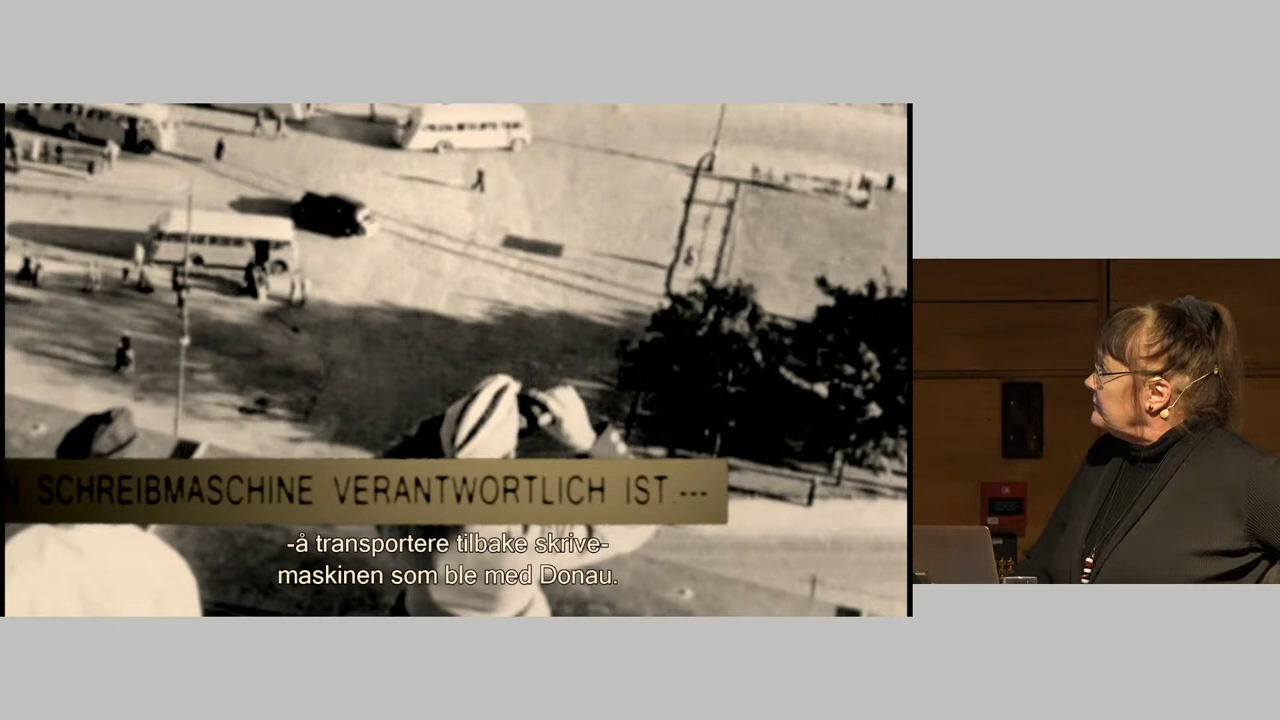 SCHREIBMASCHINE VERANTWORTLICH IST.---
-å transportere tilbake skrive-
maskinen som ble med Donau.